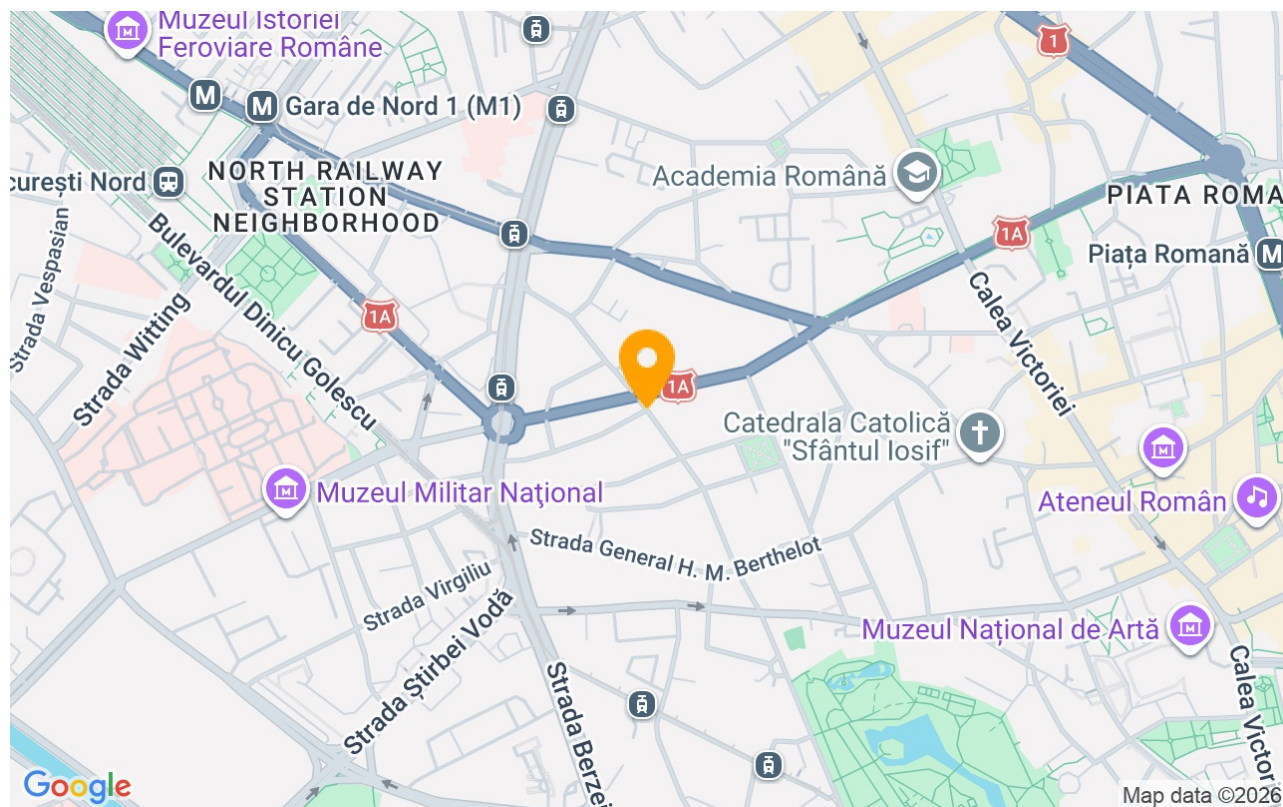 Muzeul Istoriei
Feroviare Române
1
M
M
Gara de Nord 1 (M1)
Academia Română
NORTH RAILWAY
STATION
NEIGHBORHOOD
curești Nord
PIATA ROMA
1A
Piața Romană
M
Strada Vespasian
Bulevardul Dinicu Golescu
Strada Witting
1A
Calea Victoriei
1A
Catedrala Catolică
"Sfântul Iosif"
Muzeul Militar Naţional
Ateneul Român
Strada General H. M. Berthelot
Strada Virgiliu
Strada Știrbei Vodă
Muzeul Național de Artă
Strada Berzei
Calea Victor
Google
Map data ©2026